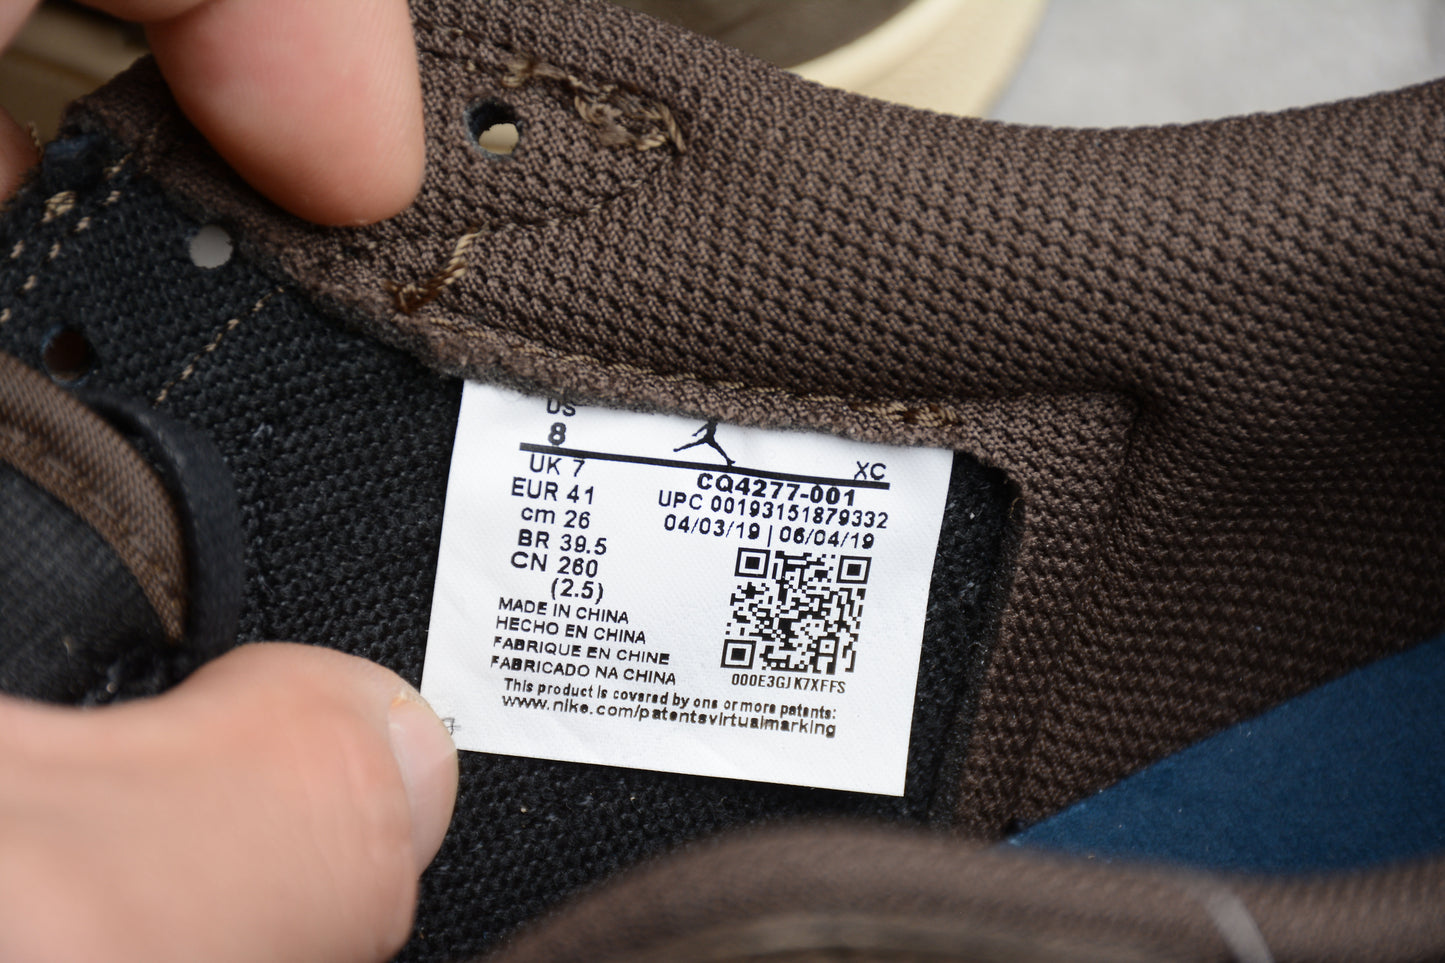 US
8
XC
UK 7
EUR 41
cm 26
BR 39.5
CN 260
(2.5)
CQ4277-001
UPC 00193151879332
04/03/19 | 06/04/19
000E3GJK7XFFS
MADE IN CHINA
HECHO EN CHINA
FABRIQUE EN CHINE
FABRICADO NA CHINA
This product is covered by one or more patents:
www.nike.com/patentsvirtualmarking